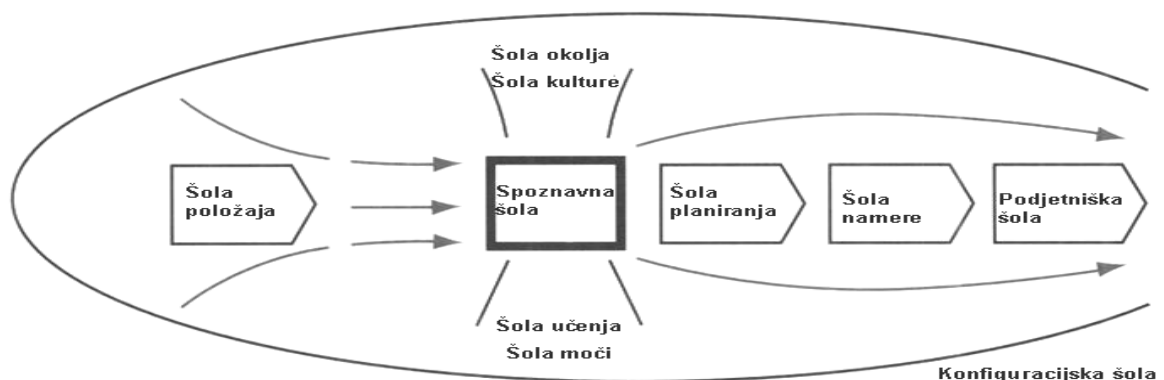 Šola okolja
Šola kulture
Šola
položaja
Spoznavna
šola
Šola
planiranja
Šola
namere
Podjetniška
šola
Šola učenja
Šola moči
Konfiguracijska šola